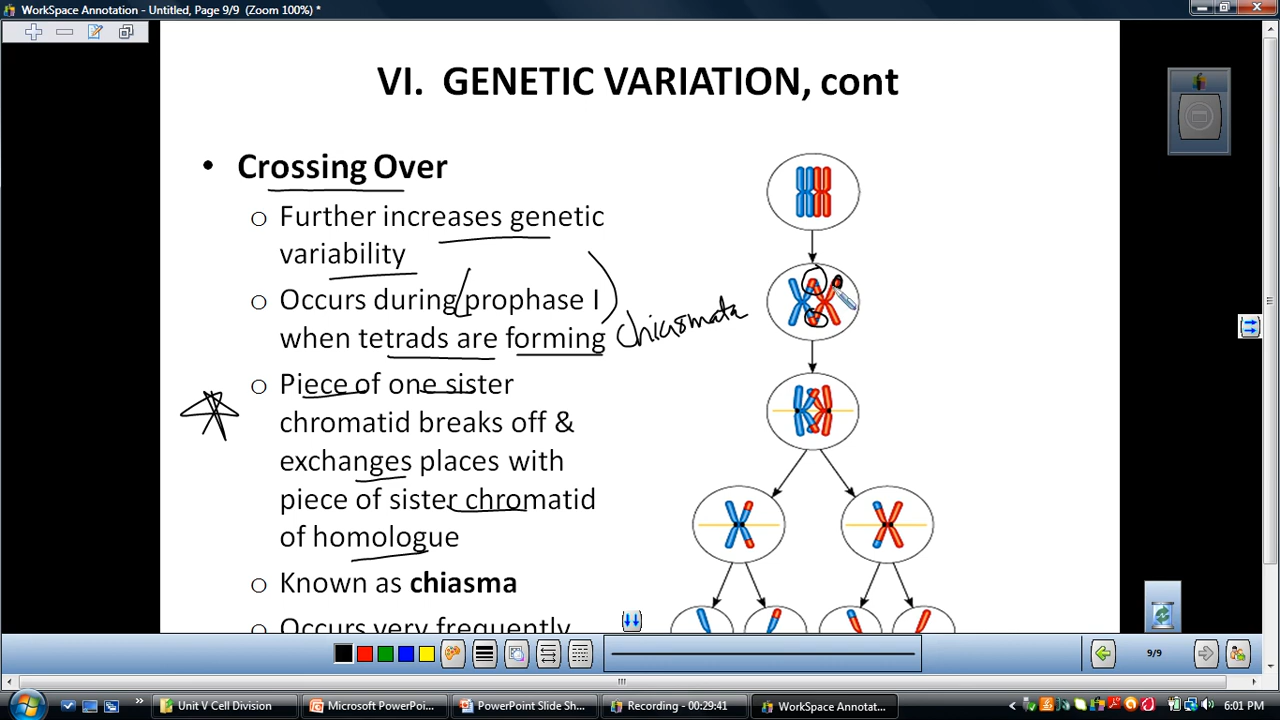 WorkSpace Annotation - Untitled, Page 9/9 (Zoom 100%) *
VI. GENETIC VARIATION, cont
• Crossing Over
o Further increases genetic
variability
o Occurs during prophase I
when tetrads are forming
chiasmata
o Piece of one sister
chromatid breaks off &
exchanges places with
piece of sister chromatid
of homologue
o Known as chiasma
o Occurs very frequently
9/9
Unit V Cell Division
Microsoft PowerPoi...
PowerPoint Slide Sh...
Recording - 00:29:41
WorkSpace Annotat...
6:01 PM